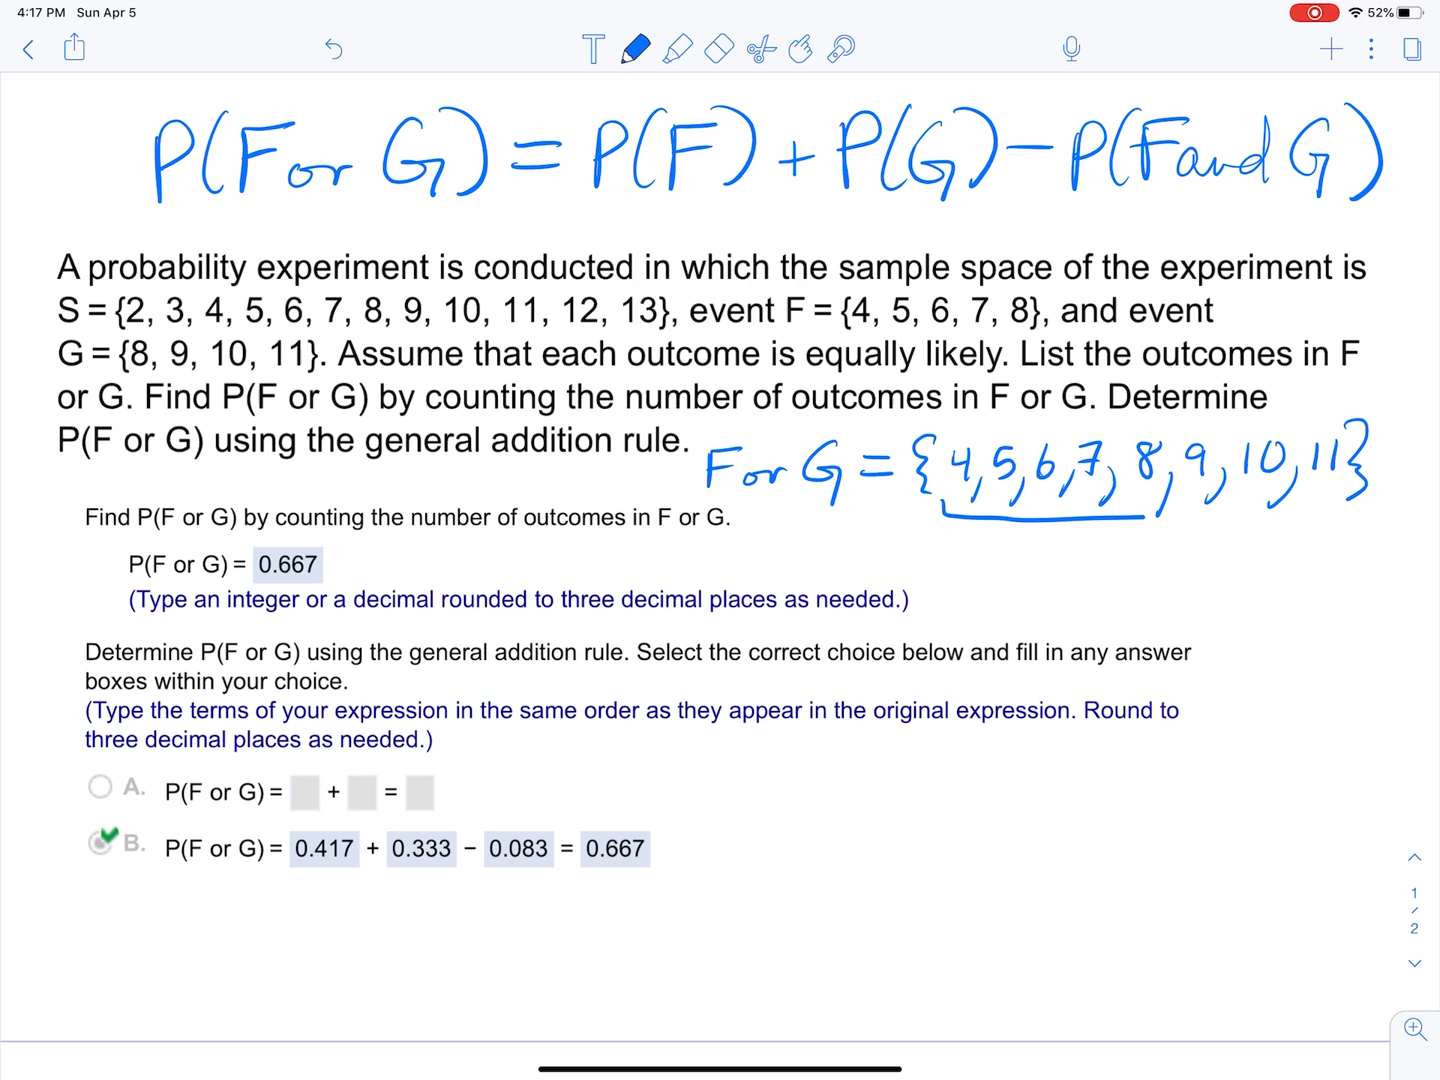 4:17 PM Sun Apr 5
52%
T
P(F or G) = P(F) + P(G) - P(F and G)
A probability experiment is conducted in which the sample space of the experiment is
S = {2, 3, 4, 5, 6, 7, 8, 9, 10, 11, 12, 13}, event F = {4, 5, 6, 7, 8}, and event
G = {8, 9, 10, 11}. Assume that each outcome is equally likely. List the outcomes in F
or G. Find P(F or G) by counting the number of outcomes in F or G. Determine
P(F or G) using the general addition rule.
F or G = {4, 5, 6, 7, 8, 9, 10, 11}
Find P(F or G) by counting the number of outcomes in F or G.
P(F or G) = 0.667
(Type an integer or a decimal rounded to three decimal places as needed.)
Determine P(F or G) using the general addition rule. Select the correct choice below and fill in any answer
boxes within your choice.
(Type the terms of your expression in the same order as they appear in the original expression. Round to
three decimal places as needed.)
A. P(F or G) = + =
B. P(F or G) = 0.417 + 0.333 − 0.083 = 0.667
1
/
2